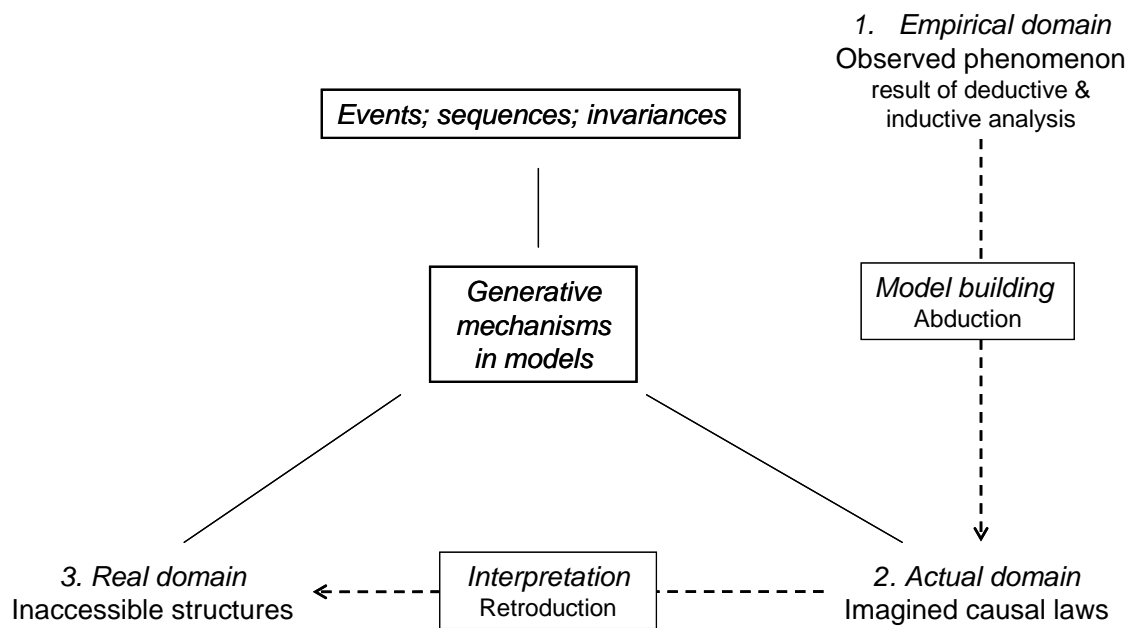 1. Empirical domain
Observed phenomenon
result of deductive &
inductive analysis
Events; sequences; invariances
Generative
mechanisms
in models
Model building
Abduction
3. Real domain
Inaccessible structures
Interpretation
Retroduction
2. Actual domain
Imagined causal laws